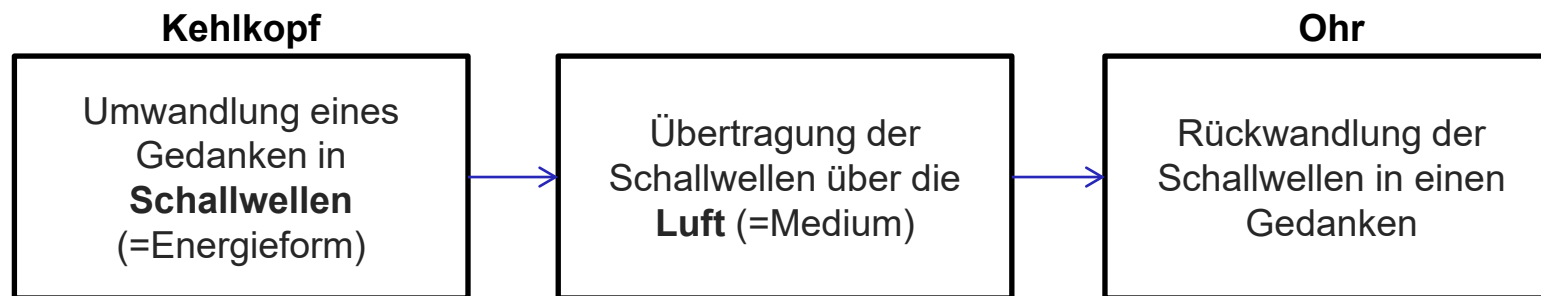 Kehlkopf
Umwandlung eines
Gedanken in
Schallwellen
(=Energieform)
Übertragung der
Schallwellen über die
Luft (=Medium)
Ohr
Rückwandlung der
Schallwellen in einen
Gedanken